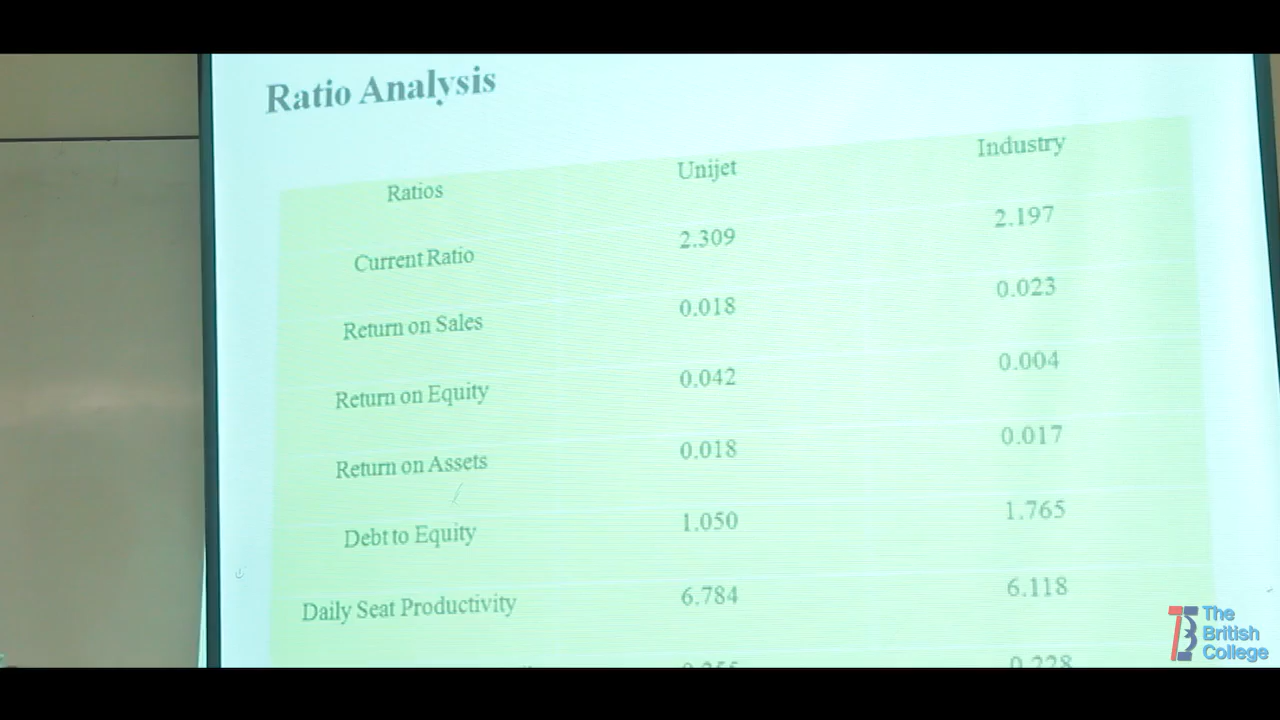 Ratio Analysis
Ratios Unijet Industry
Current Ratio 2.309 2.197
Return on Sales 0.018 0.023
Return on Equity 0.042 0.004
Return on Assets 0.018 0.017
Debt to Equity 1.050 1.765
Daily Seat Productivity 6.784 6.118
0.228
The
British
College